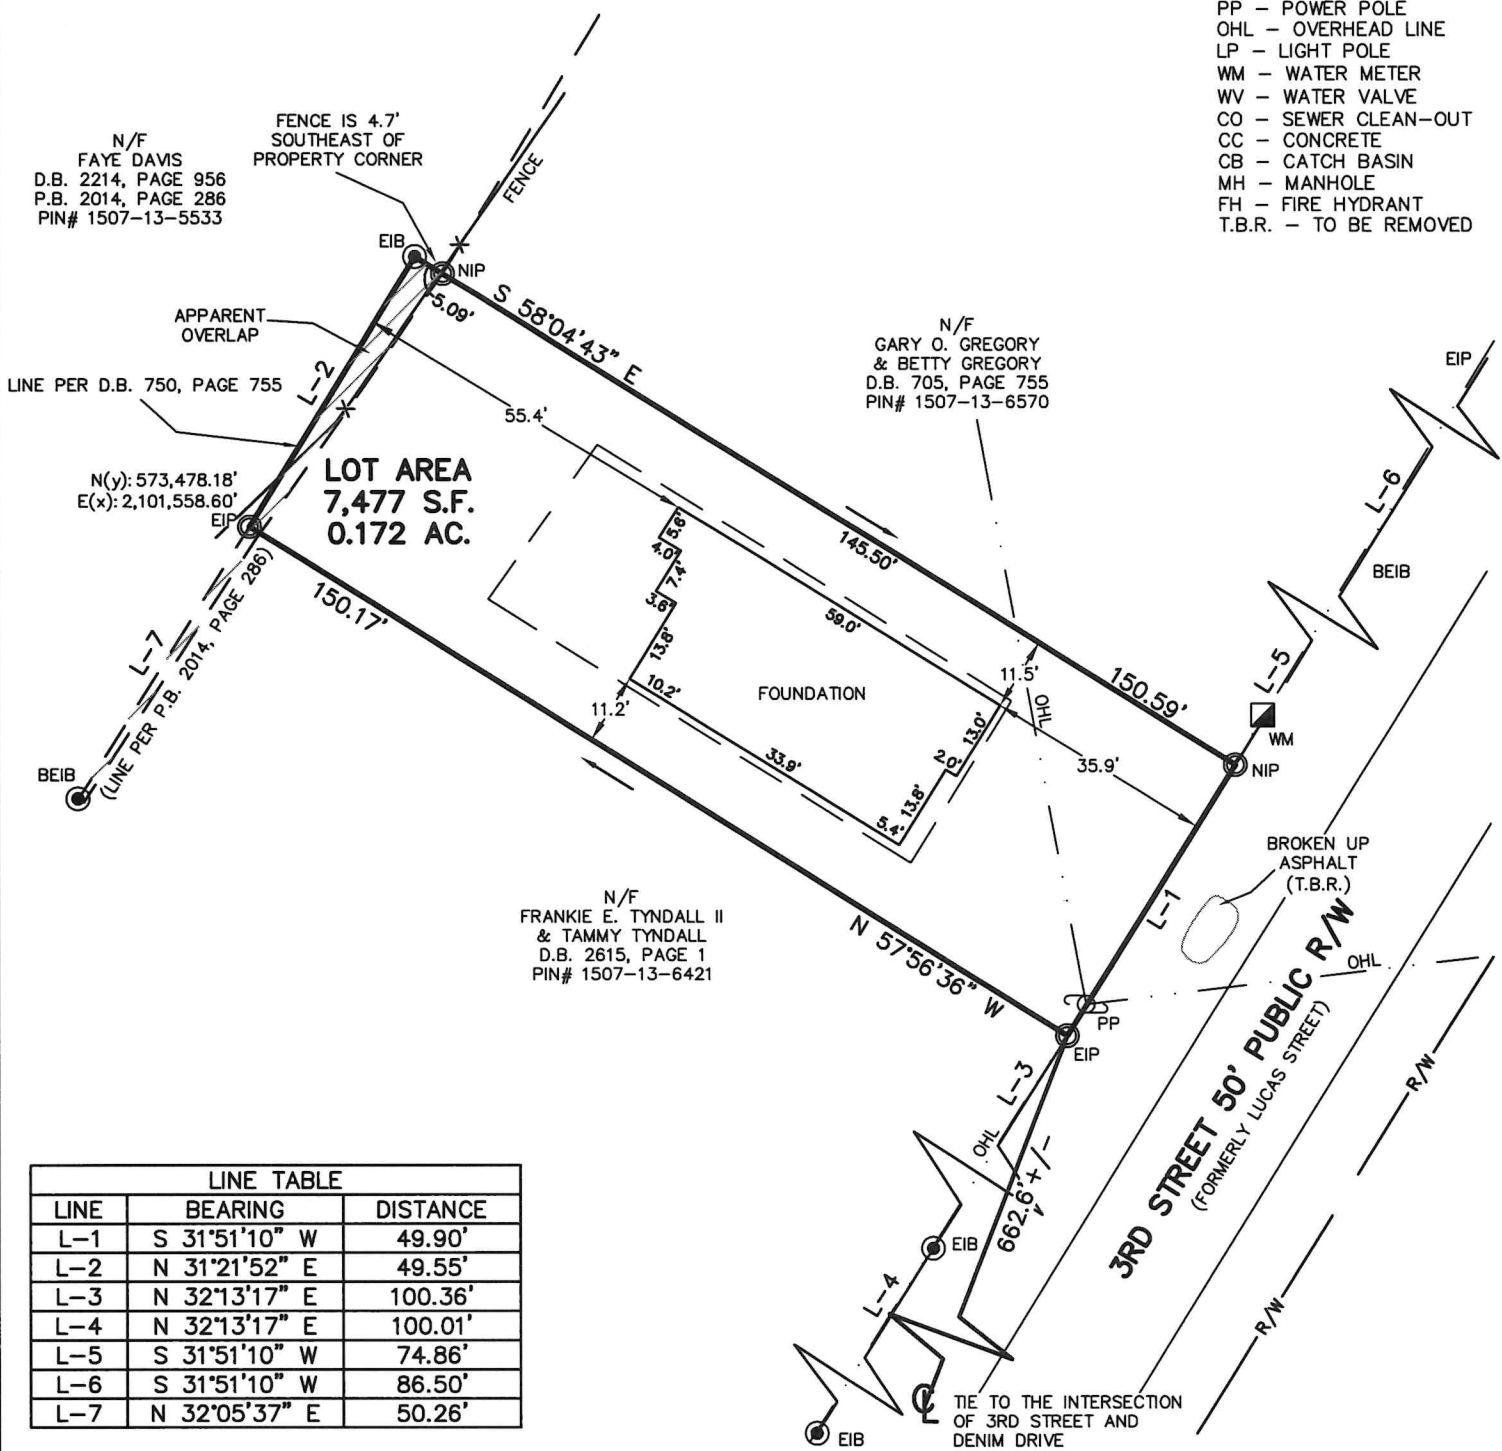 PP – POWER POLE
OHL – OVERHEAD LINE
LP – LIGHT POLE
WM – WATER METER
WV – WATER VALVE
CO – SEWER CLEAN–OUT
CC – CONCRETE
CB – CATCH BASIN
MH – MANHOLE
FH – FIRE HYDRANT
T.B.R. – TO BE REMOVED
N/F
FAYE DAVIS
D.B. 2214, PAGE 956
P.B. 2014, PAGE 286
PIN# 1507–13–5533
FENCE IS 4.7'
SOUTHEAST OF
PROPERTY CORNER
FENCE
EIB
NIP
5.09'
S 58°04'43" E
APPARENT
OVERLAP
L–2
LINE PER D.B. 750, PAGE 755
55.4'
N/F
GARY O. GREGORY
& BETTY GREGORY
D.B. 705, PAGE 755
PIN# 1507–13–6570
EIP
L–6
BEIB
N(y): 573,478.18'
E(x): 2,101,558.60'
EIP
LOT AREA
7,477 S.F.
0.172 AC.
5.6'
4.0'
7.4'
3.6'
13.8'
10.2'
145.50'
59.0'
150.17'
L–7
(LINE PER P.B. 2014, PAGE 286)
BEIB
11.2'
FOUNDATION
11.5'
OHL
150.59'
L–5
WM
NIP
13.0'
2.0'
35.9'
33.9'
13.8'
5.4'
BROKEN UP
ASPHALT
(T.B.R.)
L–1
N/F
FRANKIE E. TYNDALL II
& TAMMY TYNDALL
D.B. 2615, PAGE 1
PIN# 1507–13–6421
N 57°56'36" W
PP
EIP
OHL
3RD STREET 50' PUBLIC R/W
(FORMERLY LUCAS STREET)
R/W
R/W
L–3
OHL
662.6'+/–
EIB
L–4
EIB
CL
TIE TO THE INTERSECTION
OF 3RD STREET AND
DENIM DRIVE
LINE TABLE
LINE BEARING DISTANCE
L–1 S 31°51'10" W 49.90'
L–2 N 31°21'52" E 49.55'
L–3 N 32°13'17" E 100.36'
L–4 N 32°13'17" E 100.01'
L–5 S 31°51'10" W 74.86'
L–6 S 31°51'10" W 86.50'
L–7 N 32°05'37" E 50.26'